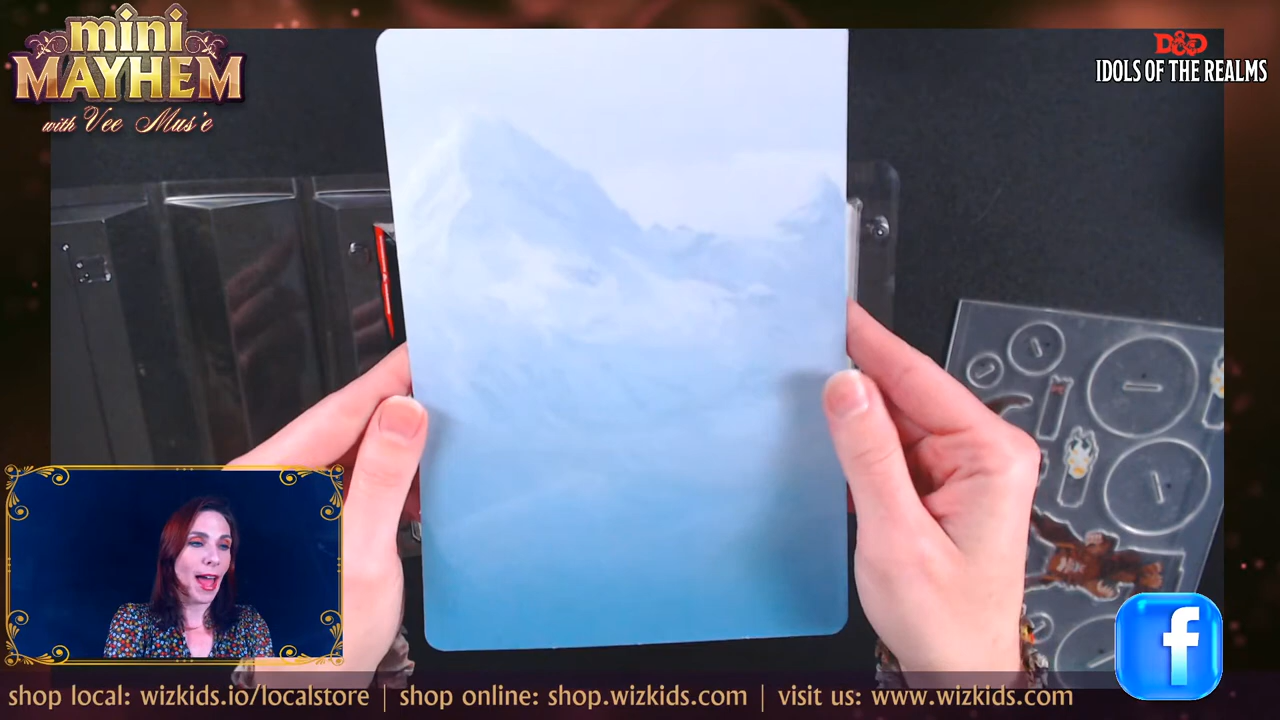 mini
MAYHEM
with Vee Mus'e
D&D
IDOLS OF THE REALMS
f
shop local: wizkids.io/localstore | shop online: shop.wizkids.com | visit us: www.wizkids.com